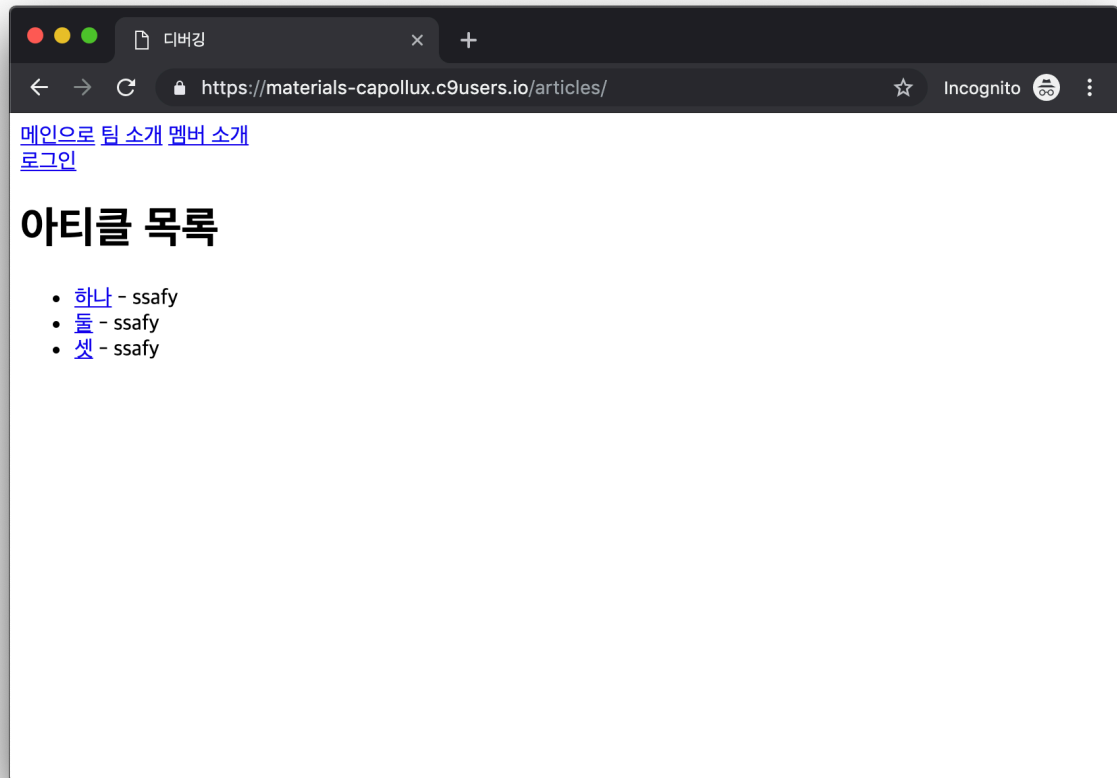 디버깅
https://materials-capollux.c9users.io/articles/
Incognito
메인으로 팀 소개 멤버 소개
로그인
아티클 목록
하나 - ssafy
둘 - ssafy
셋 - ssafy